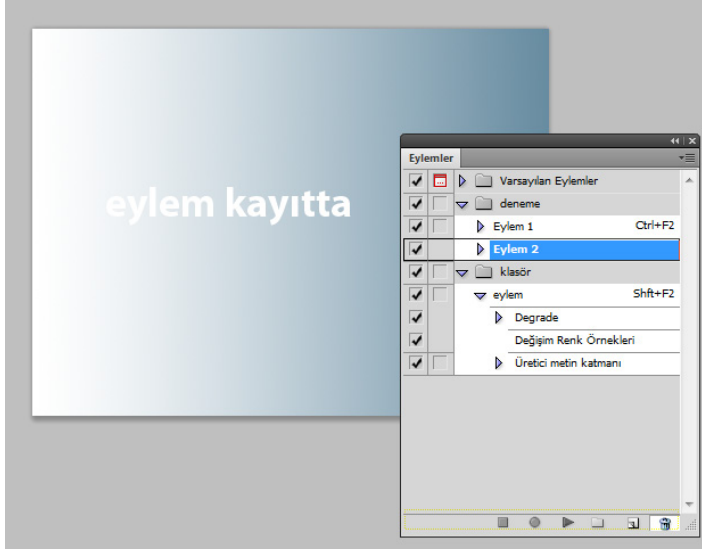 eylem kayıtta
Eylemler
Varsayılan Eylemler
deneme
Eylem 1 Ctrl+F2
Eylem 2
klasör
eylem Shft+F2
Degrade
Değişim Renk Örnekleri
Üretici metin katmanı